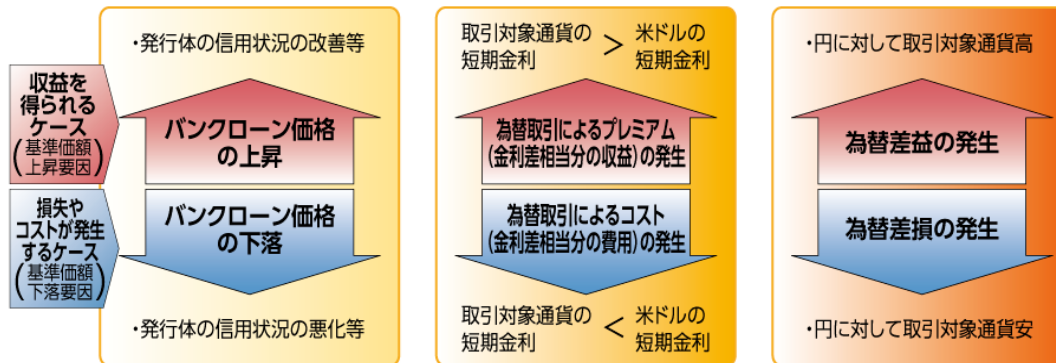 収益を
得られる
ケース
(基準価額
上昇要因)
損失や
コストが発生
するケース
(基準価額
下落要因)
・発行体の信用状況の改善等
バンクローン価格
の上昇
バンクローン価格
の下落
・発行体の信用状況の悪化等
取引対象通貨の
短期金利
>
米ドルの
短期金利
為替取引によるプレミアム
(金利差相当分の収益)の発生
為替取引によるコスト
(金利差相当分の費用)の発生
取引対象通貨の
短期金利
<
米ドルの
短期金利
・円に対して取引対象通貨高
為替差益の発生
為替差損の発生
・円に対して取引対象通貨安